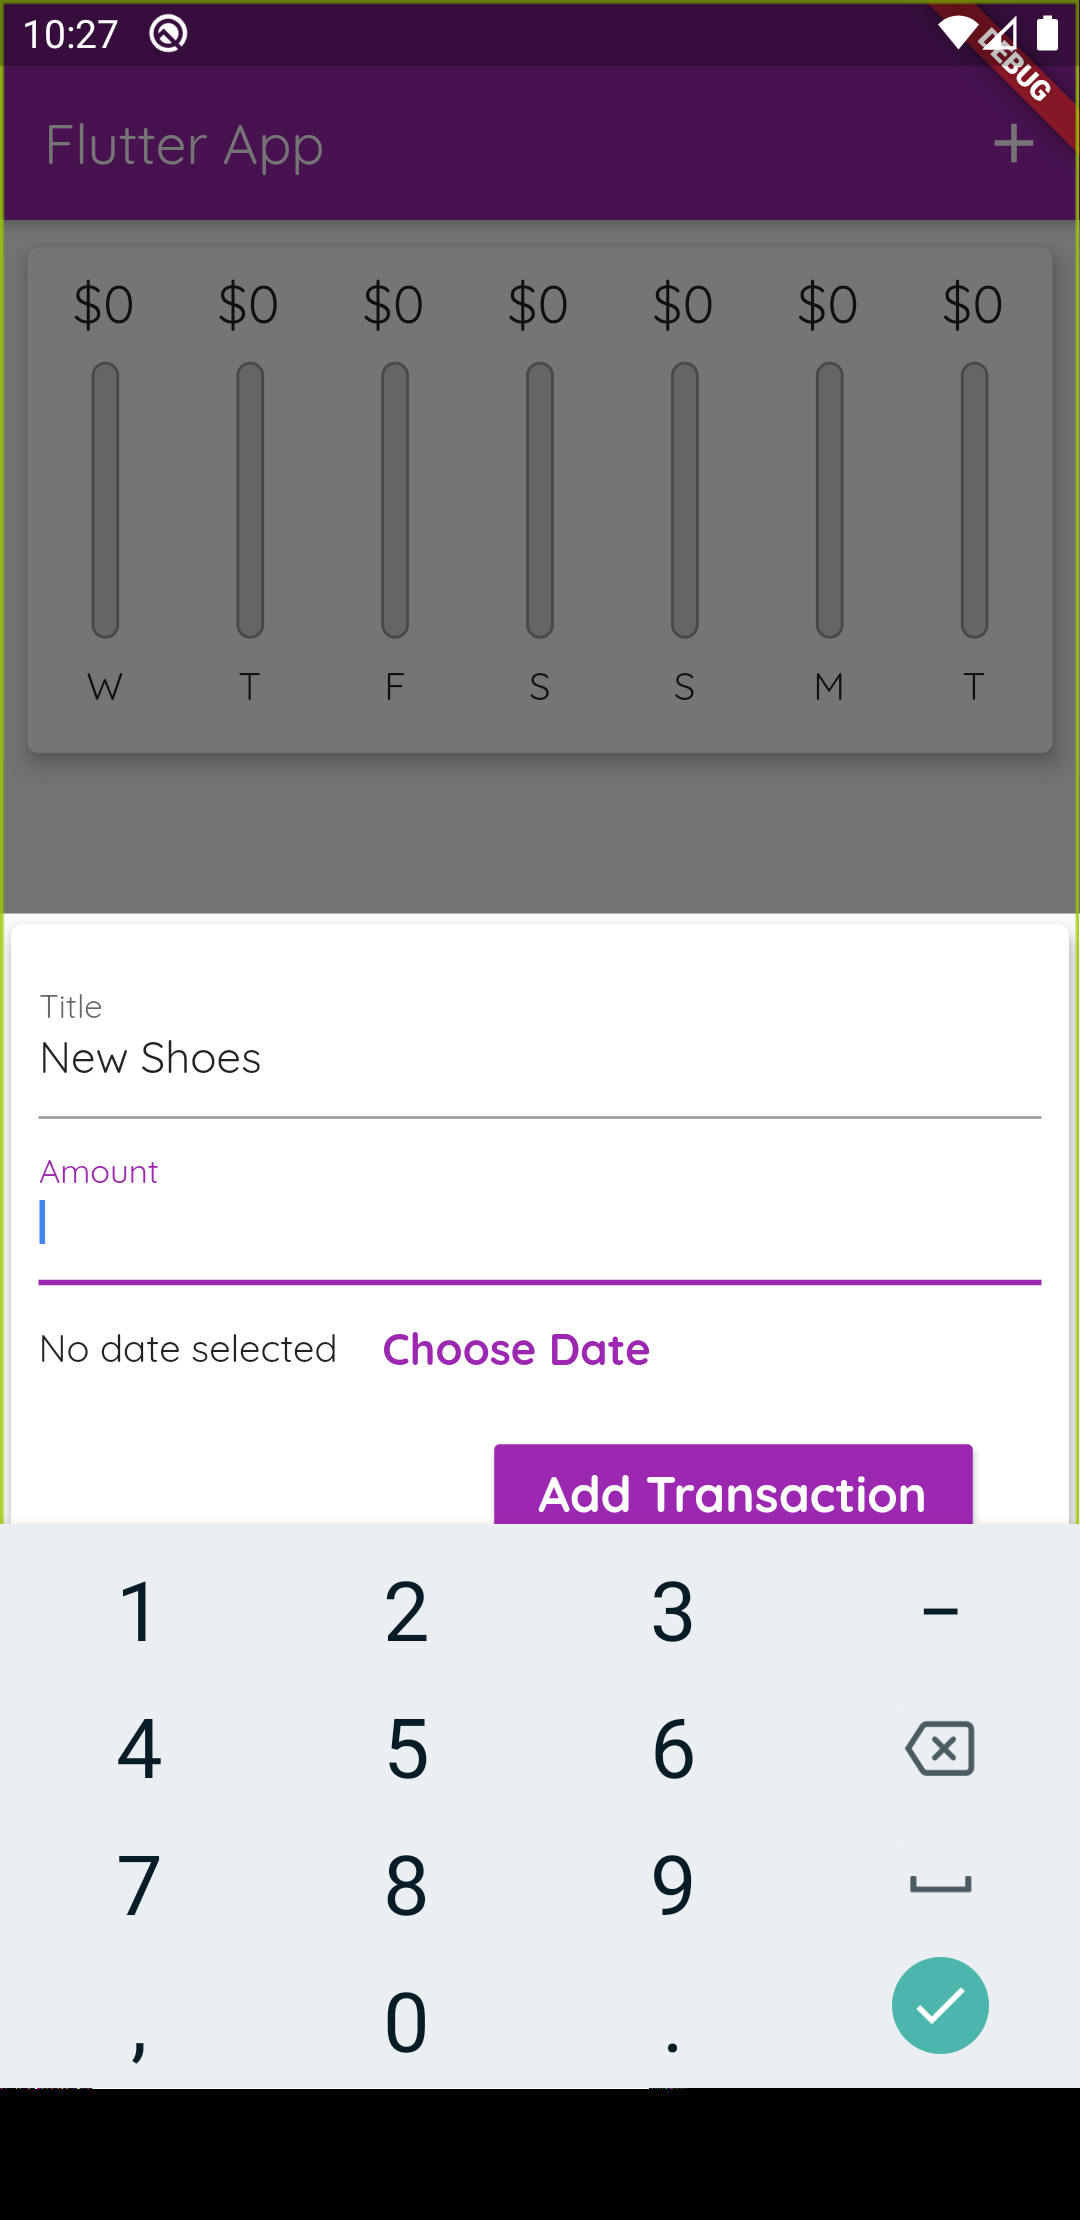 10:27
DEBUG
Flutter App +
$0 $0 $0 $0 $0 $0 $0
W T F S S M T
Title
New Shoes
Amount
No date selected Choose Date
Add Transaction
1 2 3 –
4 5 6
7 8 9
, 0 .